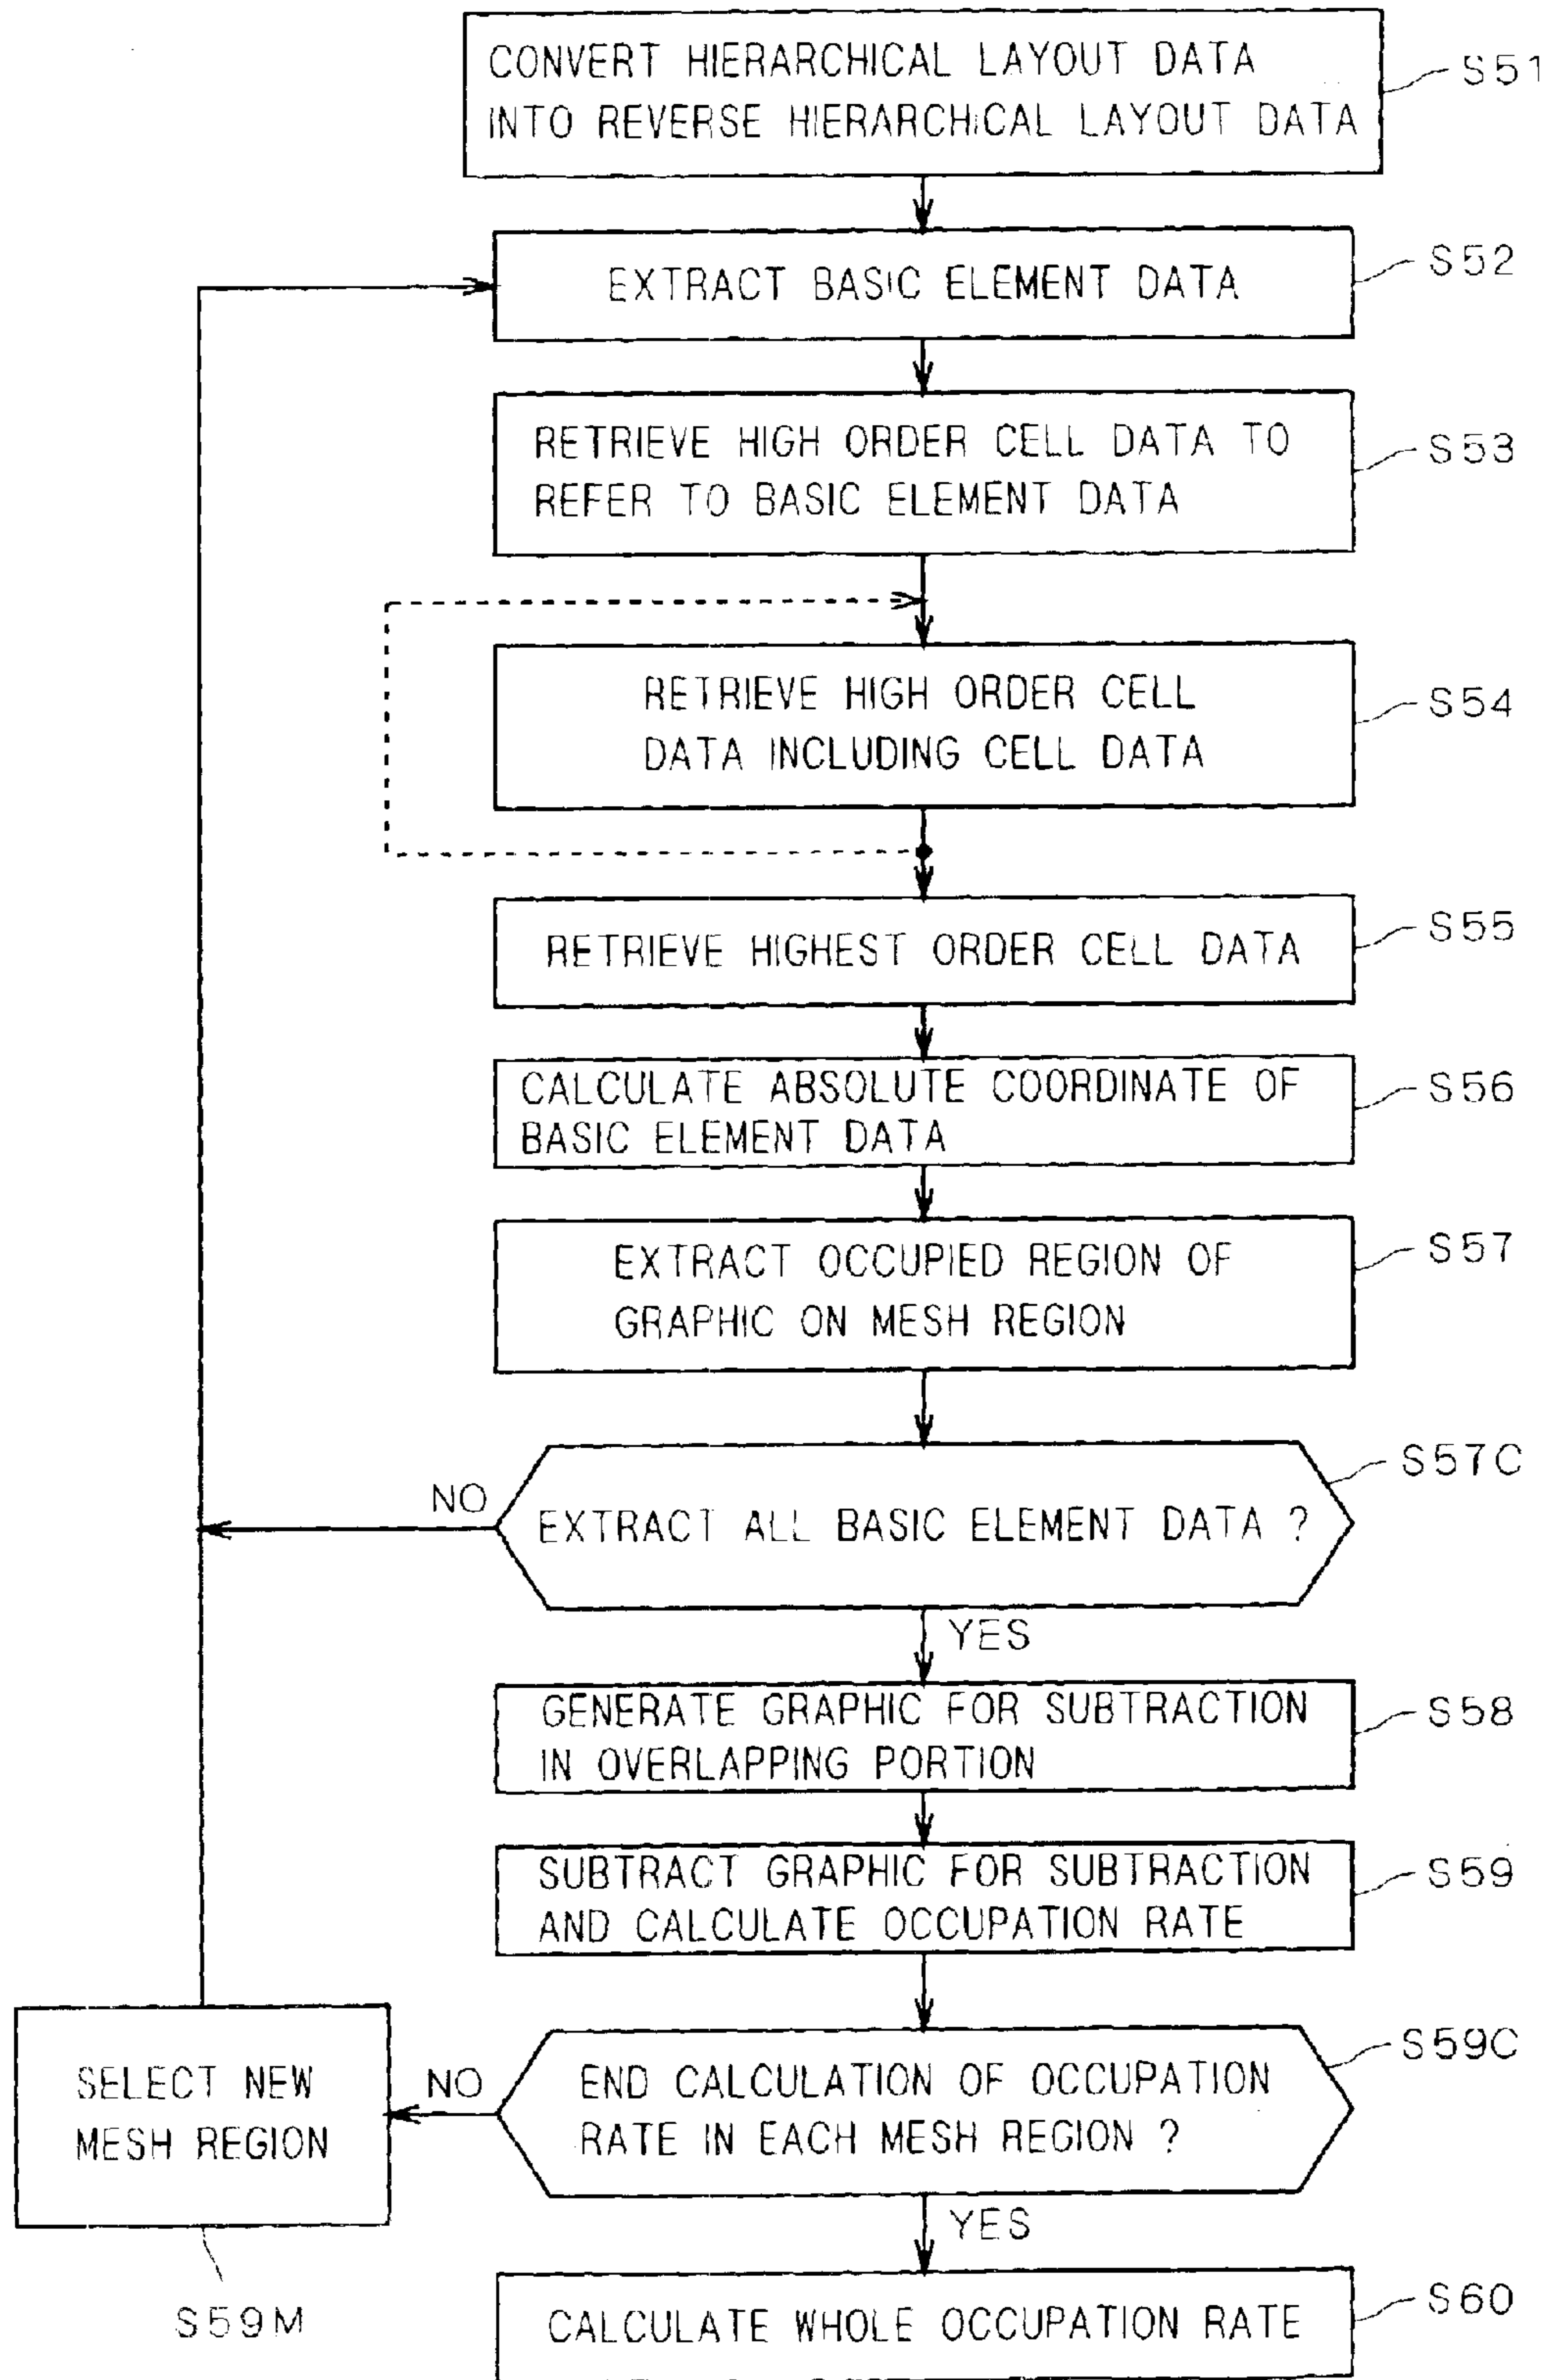 CONVERT HIERARCHICAL LAYOUT DATA
INTO REVERSE HIERARCHICAL LAYOUT DATA
S51
EXTRACT BASIC ELEMENT DATA
S52
RETRIEVE HIGH ORDER CELL DATA TO
REFER TO BASIC ELEMENT DATA
S53
RETRIEVE HIGH ORDER CELL
DATA INCLUDING CELL DATA
S54
RETRIEVE HIGHEST ORDER CELL DATA
S55
CALCULATE ABSOLUTE COORDINATE OF
BASIC ELEMENT DATA
S56
EXTRACT OCCUPIED REGION OF
GRAPHIC ON MESH REGION
S57
EXTRACT ALL BASIC ELEMENT DATA ?
S57C
NO
YES
GENERATE GRAPHIC FOR SUBTRACTION
IN OVERLAPPING PORTION
S58
SUBTRACT GRAPHIC FOR SUBTRACTION
AND CALCULATE OCCUPATION RATE
S59
END CALCULATION OF OCCUPATION
RATE IN EACH MESH REGION ?
S59C
NO
SELECT NEW
MESH REGION
S59M
YES
CALCULATE WHOLE OCCUPATION RATE
S60